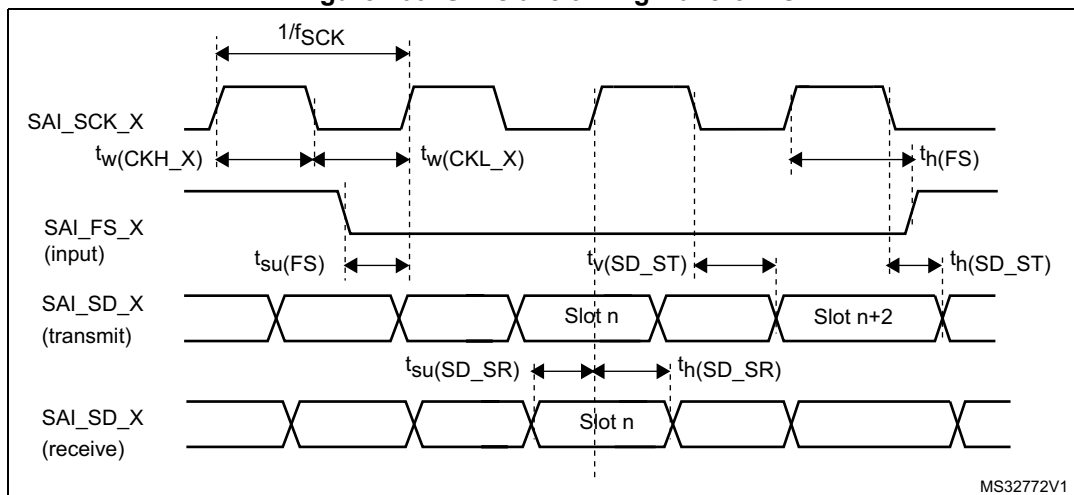 1/fSCK
SAI_SCK_X
tw(CKH_X)
tw(CKL_X)
th(FS)
SAI_FS_X
(input)
tsu(FS)
tv(SD_ST)
th(SD_ST)
SAI_SD_X
(transmit)
Slot n
Slot n+2
tsu(SD_SR)
th(SD_SR)
SAI_SD_X
(receive)
Slot n
MS32772V1